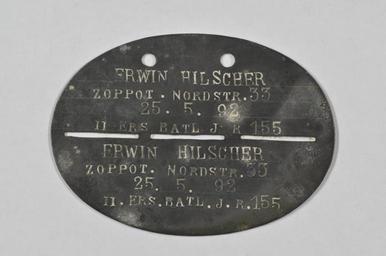 ERWIN HILSCHER
ZOPPOT. NORDSTR. 33
25. 5. 92
II. ERS. BATL. J. R. 155
ERWIN HILSCHER
ZOPPOT. NORDSTR. 33
25. 5. 92
II. ERS. BATL. J. R. 155